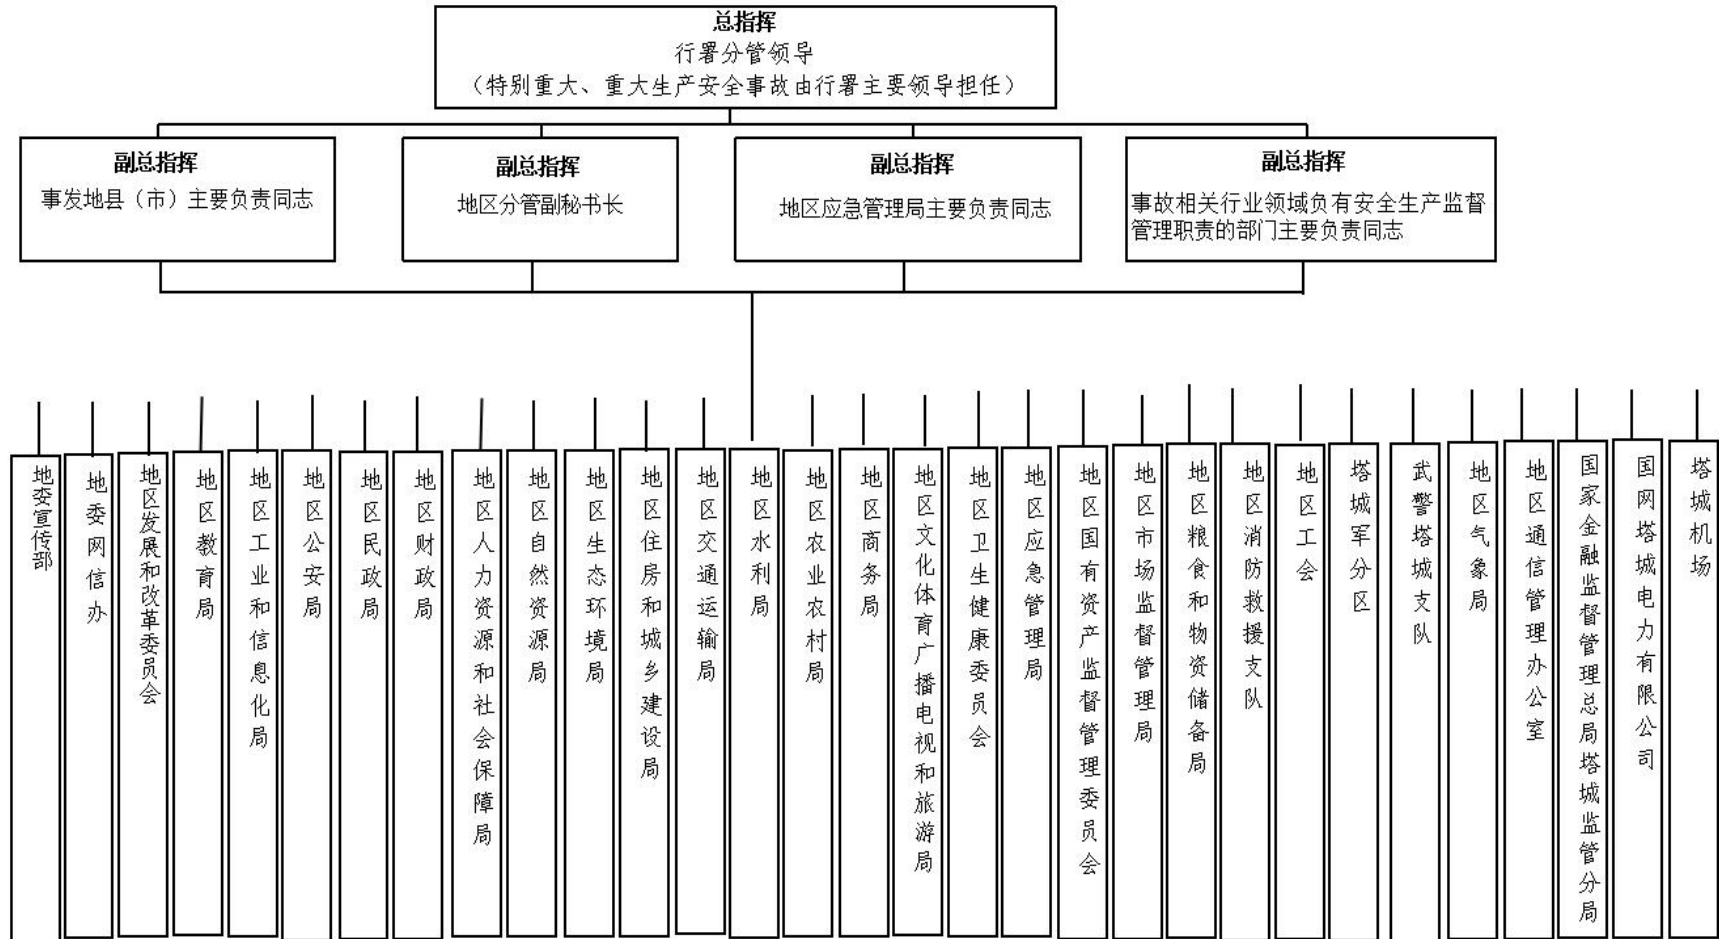 总指挥
行署分管领导
（特别重大、重大生产安全事故由行署主要领导担任）
副总指挥
事发地县（市）主要负责同志
副总指挥
地区分管副秘书长
副总指挥
地区应急管理局主要负责同志
副总指挥
事故相关行业领域负有安全生产监督
管理职责的部门主要负责同志
地委宣传部
地委网信办
地区发展和改革委员会
地区教育局
地区工业和信息化局
地区公安局
地区民政局
地区财政局
地区人力资源和社会保障局
地区自然资源局
地区生态环境局
地区住房和城乡建设局
地区交通运输局
地区水利局
地区农业农村局
地区商务局
地区文化体育广播电视和旅游局
地区卫生健康委员会
地区应急管理局
地区国有资产监督管理委员会
地区市场监督管理局
地区粮食和物资储备局
地区消防救援支队
地区工会
塔城军分区
武警塔城支队
地区气象局
地区通信管理办公室
国家金融监督管理总局塔城监管分局
国网塔城电力有限公司
塔城机场